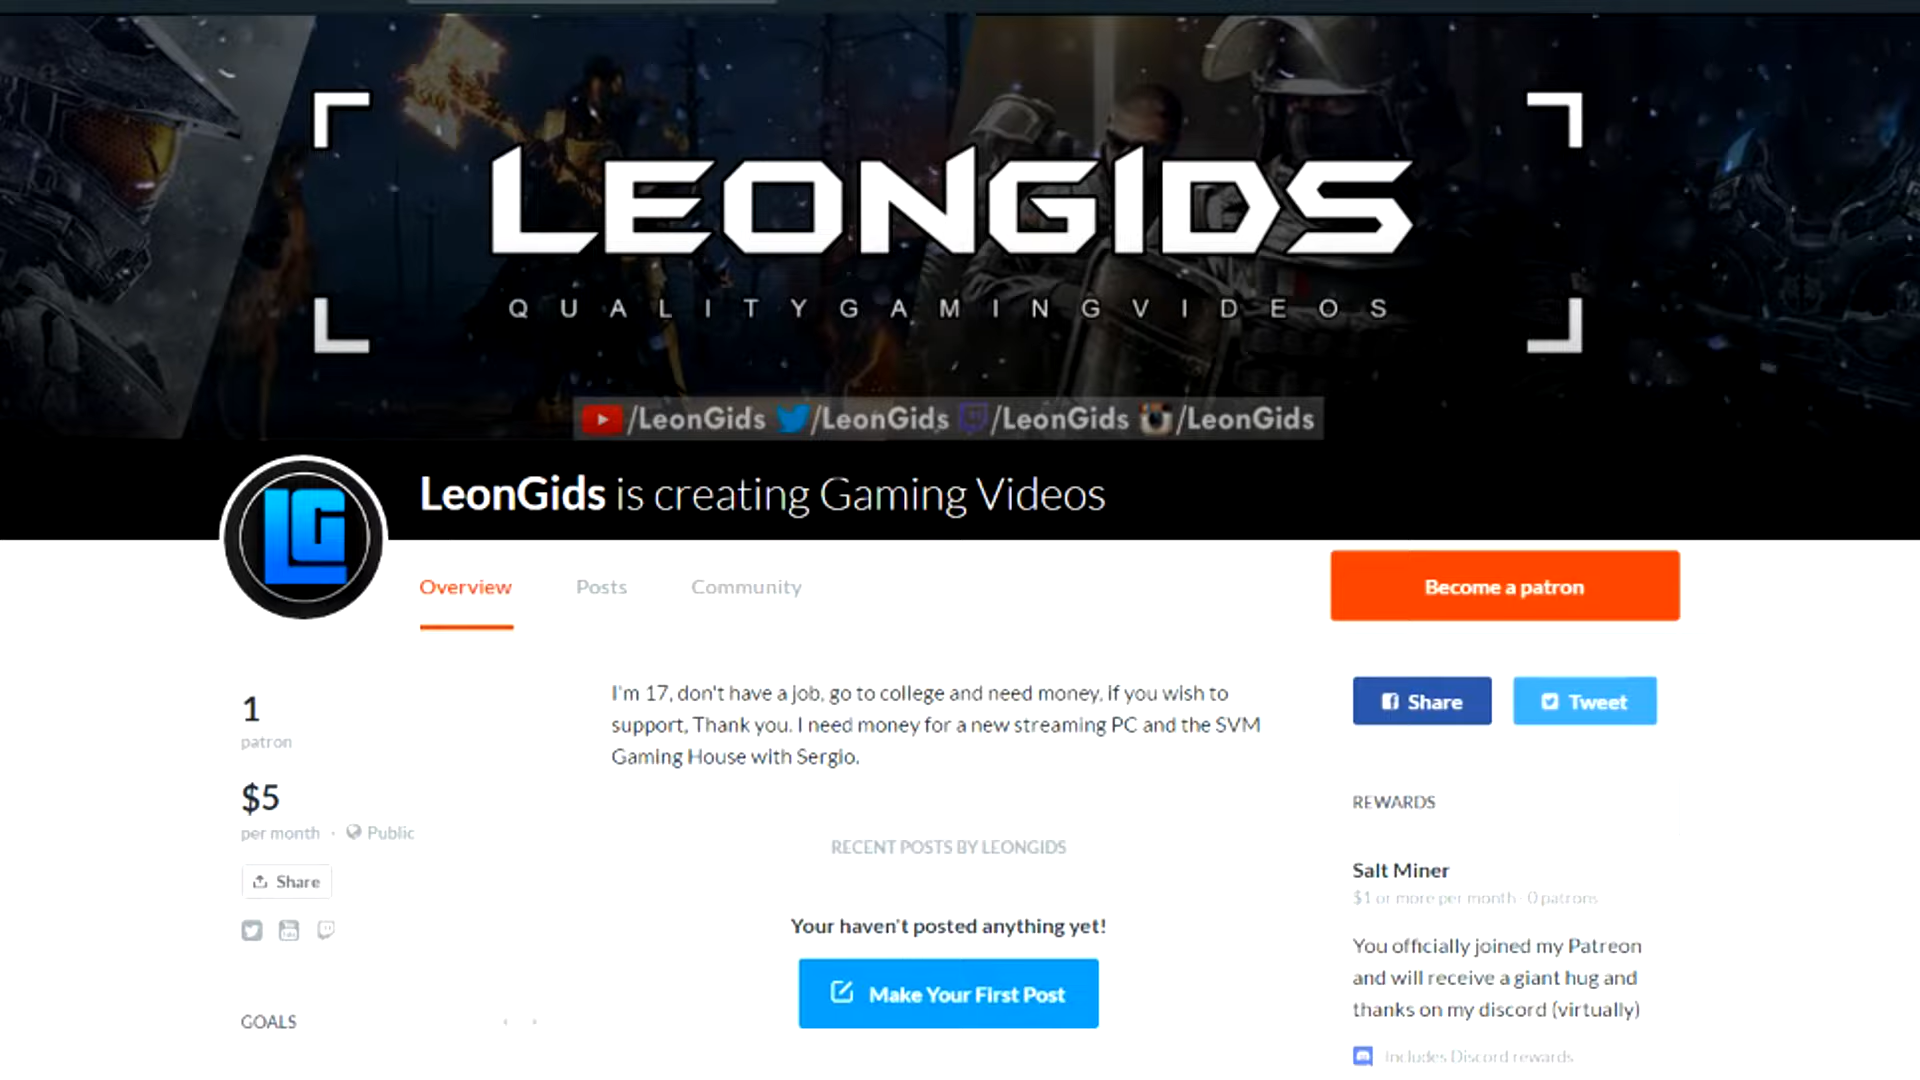 LEONGIDS
QUALITYGAMINGVIDEOS
/LeonGids /LeonGids /LeonGids /LeonGids
LG
LeonGids is creating Gaming Videos
Overview Posts Community
Become a patron
1
patron
$5
per month · Public
Share
GOALS
I'm 17, don't have a job, go to college and need money, if you wish to
support, Thank you. I need money for a new streaming PC and the SVM
Gaming House with Sergio.
RECENT POSTS BY LEONGIDS
Your haven't posted anything yet!
Make Your First Post
Share Tweet
REWARDS
Salt Miner
$1 or more per month · 0 patrons
You officially joined my Patreon
and will receive a giant hug and
thanks on my discord (virtually)
Includes Discord rewards